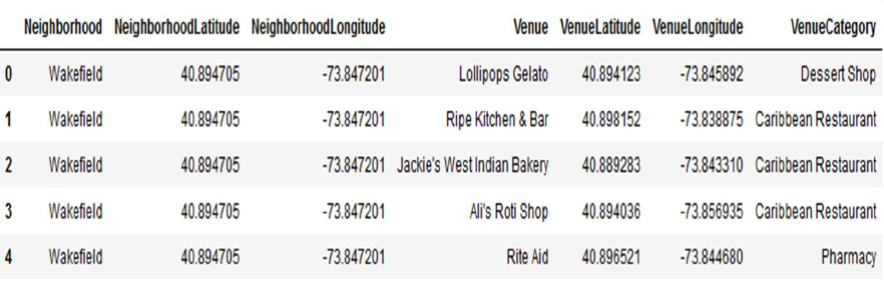 Neighborhood NeighborhoodLatitude NeighborhoodLongitude Venue VenueLatitude VenueLongitude VenueCategory
0 Wakefield 40.894705 -73.847201 Lollipops Gelato 40.894123 -73.845892 Dessert Shop
1 Wakefield 40.894705 -73.847201 Ripe Kitchen & Bar 40.898152 -73.838875 Caribbean Restaurant
2 Wakefield 40.894705 -73.847201 Jackie's West Indian Bakery 40.889283 -73.843310 Caribbean Restaurant
3 Wakefield 40.894705 -73.847201 Ali's Roti Shop 40.894036 -73.856935 Caribbean Restaurant
4 Wakefield 40.894705 -73.847201 Rite Aid 40.896521 -73.844680 Pharmacy